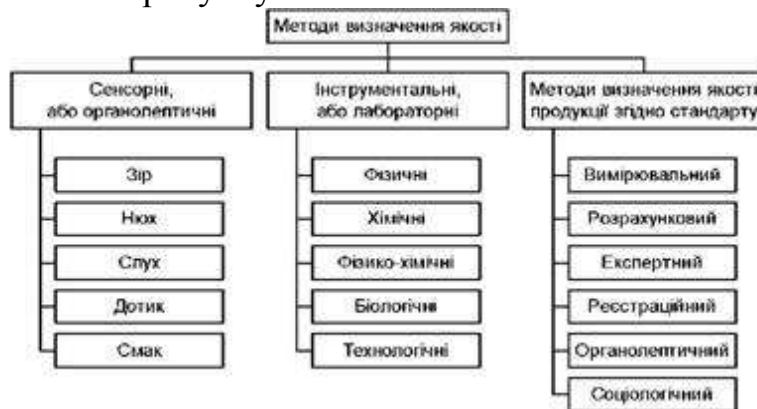 Методи визначення якості
Сенсорні,
або органолептичні
Зір
Нюх
Слух
Дотик
Смак
Інструментальні,
або лабораторні
Фізичні
Хімічні
Фізико-хімічні
Біологічні
Технологічні
Методи визначення якості
продукції згідно стандарту
Вимірювальний
Розрахунковий
Експертний
Реєстраційний
Органолептичний
Соціологічний